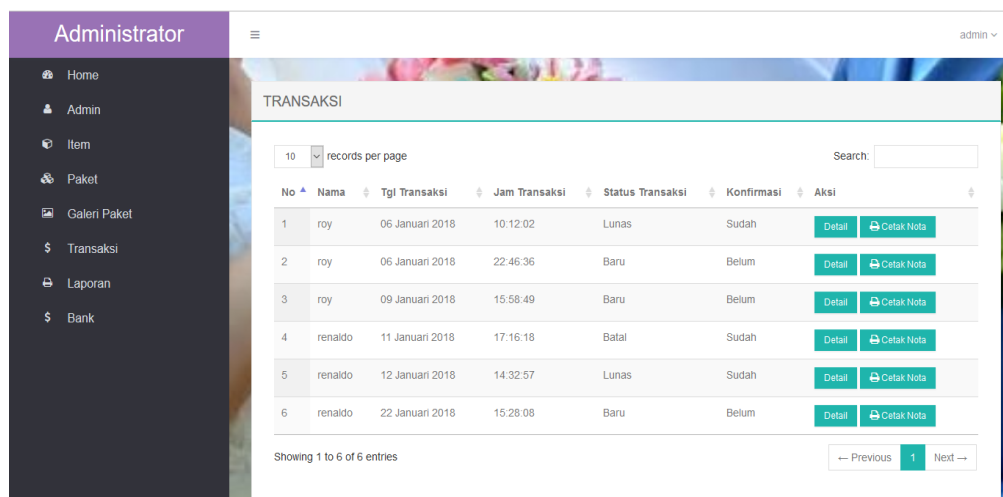 Administrator
admin
Home
Admin
Item
Paket
Galeri Paket
Transaksi
Laporan
Bank
TRANSAKSI
10 records per page Search:
No Nama Tgl Transaksi Jam Transaksi Status Transaksi Konfirmasi Aksi
1 roy 06 Januari 2018 10:12:02 Lunas Sudah Detail Cetak Nota
2 roy 06 Januari 2018 22:46:36 Baru Belum Detail Cetak Nota
3 roy 09 Januari 2018 15:58:49 Baru Belum Detail Cetak Nota
4 renaldo 11 Januari 2018 17:16:18 Batal Sudah Detail Cetak Nota
5 renaldo 12 Januari 2018 14:32:57 Lunas Sudah Detail Cetak Nota
6 renaldo 22 Januari 2018 15:28:08 Baru Belum Detail Cetak Nota
Showing 1 to 6 of 6 entries ← Previous 1 Next →